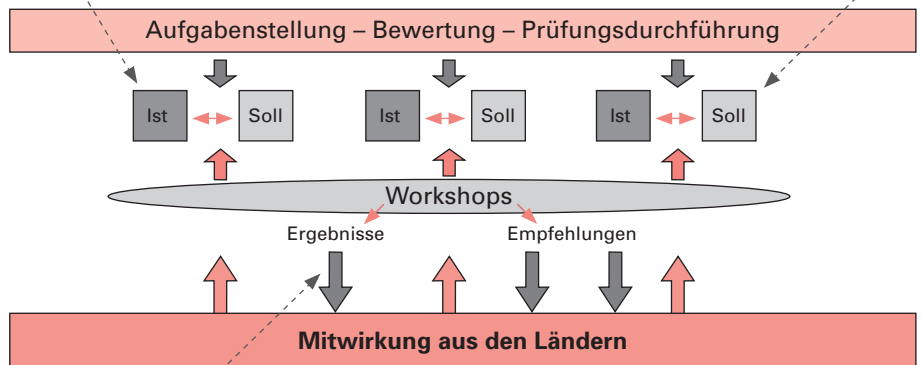 Aufgabenstellung – Bewertung – Prüfungsdurchführung
Ist Soll Ist Soll Ist Soll
Workshops
Ergebnisse Empfehlungen
Mitwirkung aus den Ländern